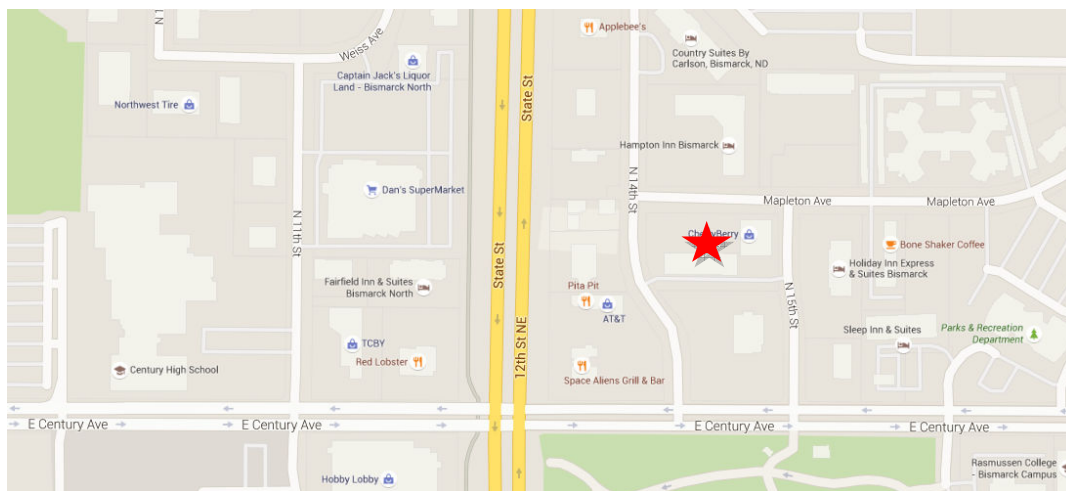 Applebee's
Country Suites By
Carlson, Bismarck, ND
Weiss Ave
Captain Jack's Liquor
Land - Bismarck North
Northwest Tire
State St
Hampton Inn Bismarck
N 14th St
Dan's SuperMarket
Mapleton Ave
Mapleton Ave
N 11th St
State St
Bone Shaker Coffee
Holiday Inn Express
& Suites Bismarck
Fairfield Inn & Suites
Bismarck North
Pita Pit
AT&T
N 15th St
Sleep Inn & Suites
Parks & Recreation
Department
TCBY
Red Lobster
12th St NE
Century High School
Space Aliens Grill & Bar
E Century Ave
E Century Ave
E Century Ave
E Century Ave
Hobby Lobby
Rasmussen College
- Bismarck Campus